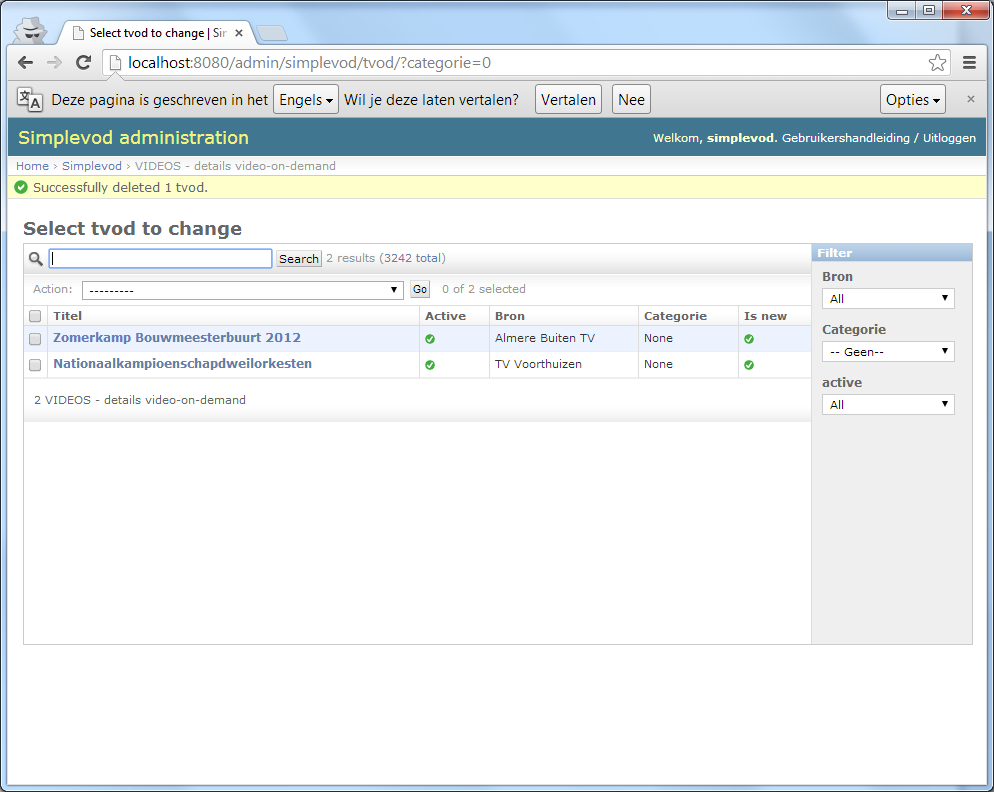 Select tvod to change | Sir
localhost:8080/admin/simplevod/tvod/?categorie=0
Deze pagina is geschreven in het Engels Wil je deze laten vertalen? Vertalen Nee Opties
Simplevod administration
Welkom, simplevod. Gebruikershandleiding / Uitloggen
Home › Simplevod › VIDEOS - details video-on-demand
Successfully deleted 1 tvod.
Select tvod to change
Search 2 results (3242 total)
Action: --------- Go 0 of 2 selected
Titel Active Bron Categorie Is new
Zomerkamp Bouwmeesterbuurt 2012 Almere Buiten TV None
Nationaalkampioenschapdweilorkesten TV Voorthuizen None
2 VIDEOS - details video-on-demand
Filter
Bron
All
Categorie
-- Geen--
active
All